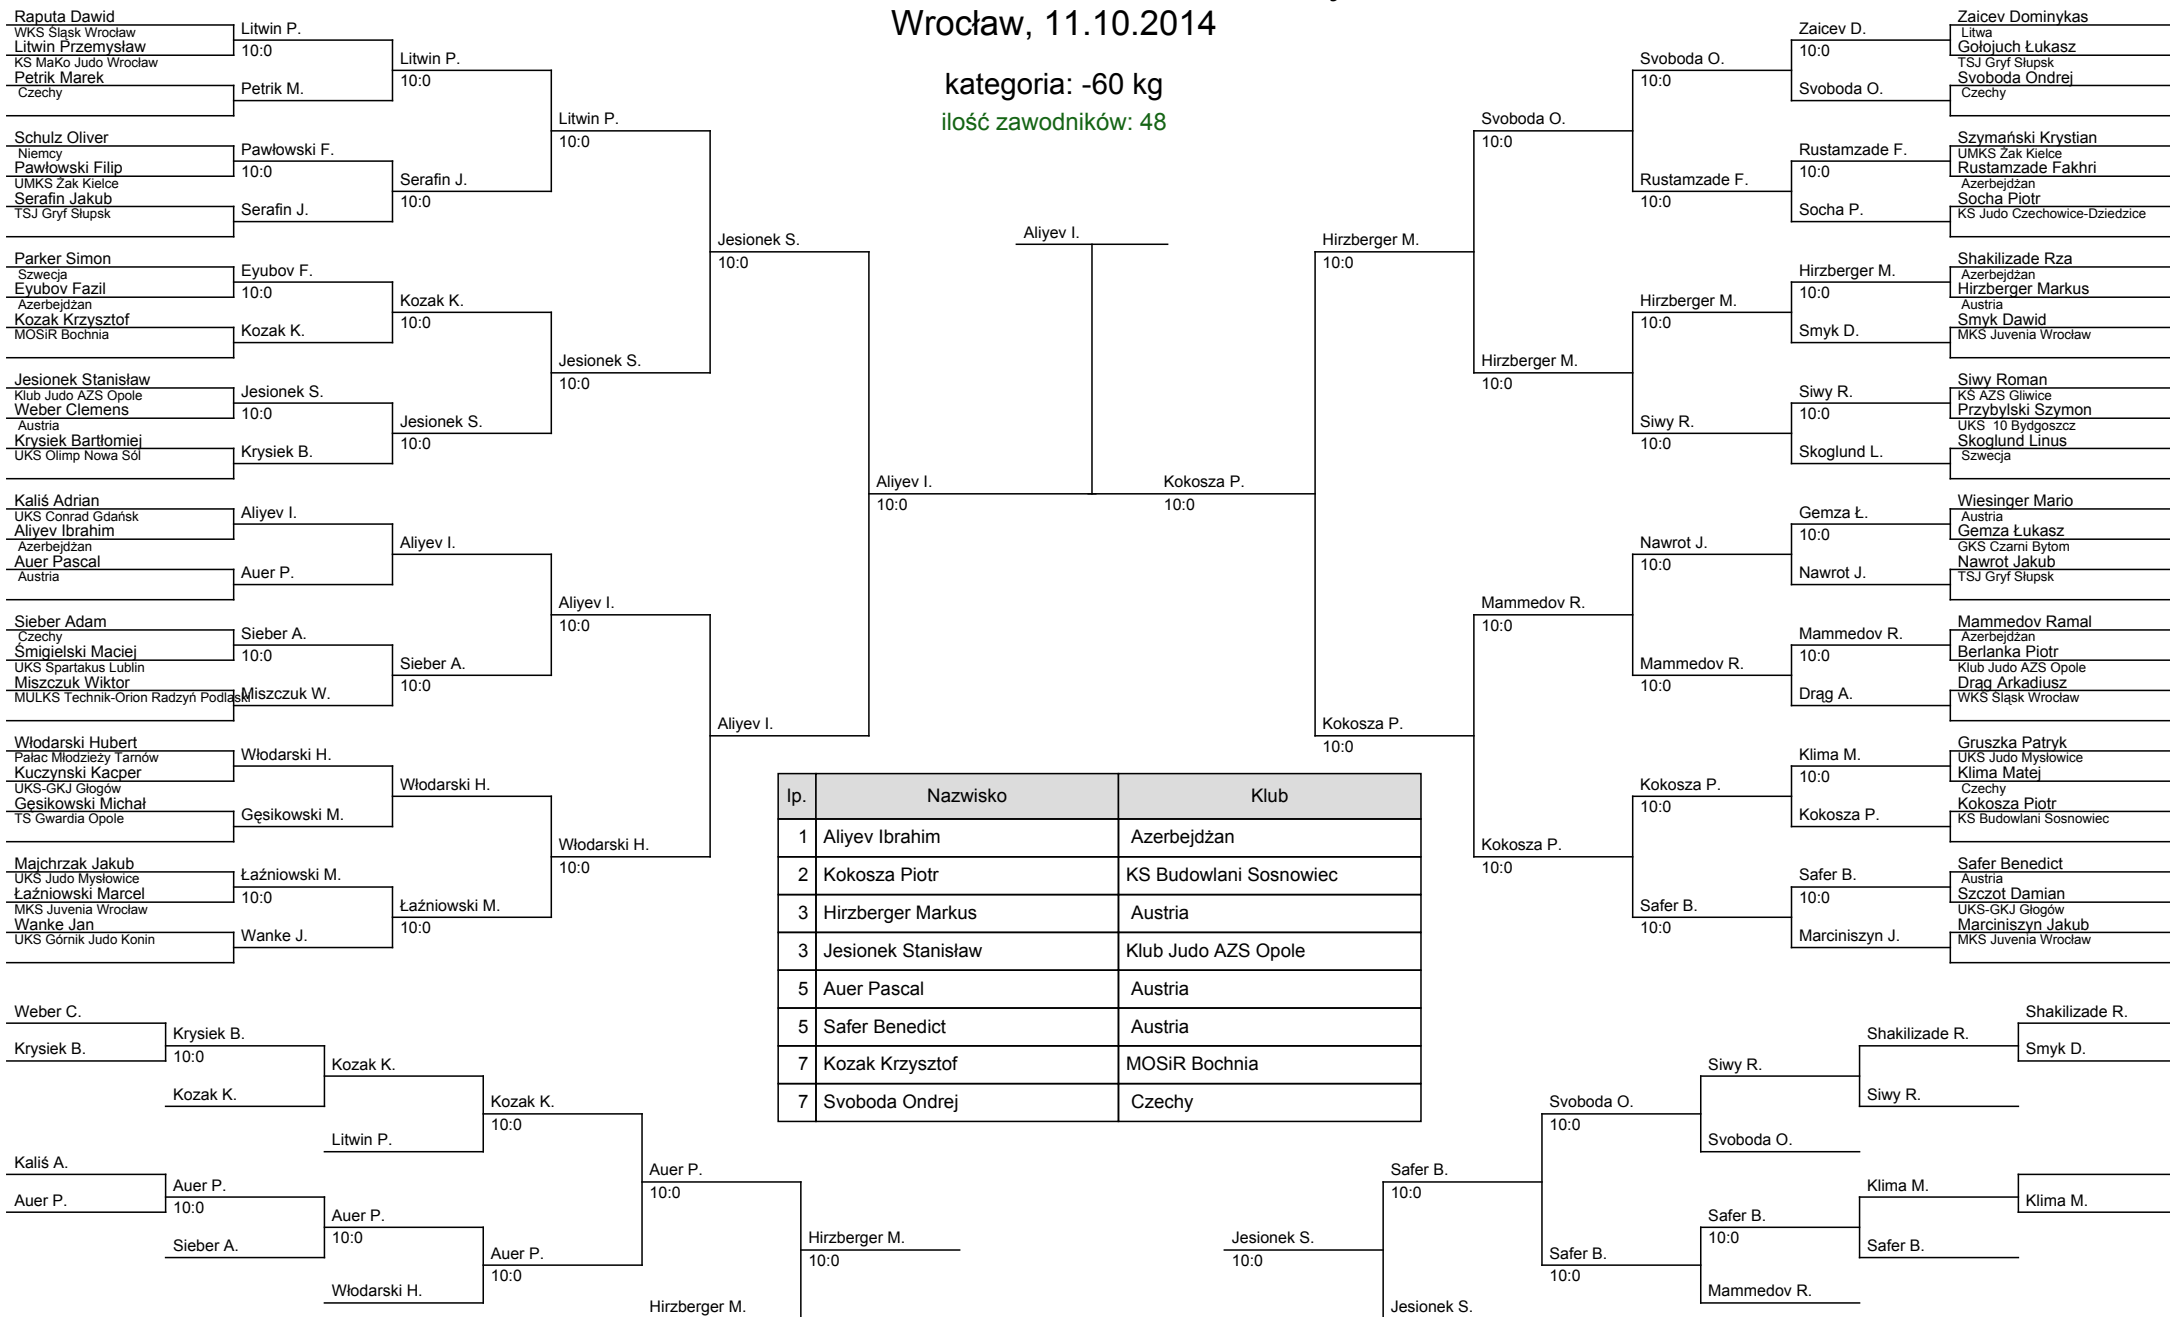 Wrocław, 11.10.2014
kategoria: -60 kg
ilość zawodników: 48
Raputa Dawid
WKS Śląsk Wrocław
Litwin Przemysław
KS MaKo Judo Wrocław
Petrik Marek
Czechy
Schulz Oliver
Niemcy
Pawłowski Filip
UMKS Żak Kielce
Serafin Jakub
TSJ Gryf Słupsk
Parker Simon
Szwecja
Eyubov Fazil
Azerbejdżan
Kozak Krzysztof
MOSiR Bochnia
Jesionek Stanisław
Klub Judo AZS Opole
Weber Clemens
Austria
Krysiek Bartłomiej
UKS Olimp Nowa Sól
Kaliś Adrian
UKS Conrad Gdańsk
Aliyev Ibrahim
Azerbejdżan
Auer Pascal
Austria
Sieber Adam
Czechy
Śmigielski Maciej
UKS Spartakus Lublin
Miszczuk Wiktor
MULKS Technik-Orion Radzyń Podlaski
Włodarski Hubert
Pałac Młodzieży Tarnów
Kuczynski Kacper
UKS-GKJ Głogów
Gęsikowski Michał
TS Gwardia Opole
Majchrzak Jakub
UKS Judo Mysłowice
Łaźniowski Marcel
MKS Juvenia Wrocław
Wanke Jan
UKS Górnik Judo Konin
Litwin P.
10:0
Petrik M.
Pawłowski F.
10:0
Serafin J.
Eyubov F.
10:0
Kozak K.
Jesionek S.
10:0
Krysiek B.
Aliyev I.
Auer P.
Sieber A.
10:0
Miszczuk W.
Włodarski H.
Gęsikowski M.
Łaźniowski M.
10:0
Wanke J.
Litwin P.
10:0
Serafin J.
10:0
Kozak K.
10:0
Jesionek S.
10:0
Aliyev I.
Sieber A.
10:0
Włodarski H.
Łaźniowski M.
10:0
Litwin P.
10:0
Jesionek S.
10:0
Aliyev I.
10:0
Włodarski H.
10:0
Jesionek S.
10:0
Aliyev I.
Aliyev I.
10:0
Aliyev I.
Kokosza P.
10:0
Hirzberger M.
10:0
Kokosza P.
10:0
Svoboda O.
10:0
Hirzberger M.
10:0
Mammedov R.
10:0
Kokosza P.
10:0
Svoboda O.
10:0
Rustamzade F.
10:0
Hirzberger M.
10:0
Siwy R.
10:0
Nawrot J.
10:0
Mammedov R.
10:0
Kokosza P.
10:0
Safer B.
10:0
Zaicev D.
10:0
Svoboda O.
Rustamzade F.
10:0
Socha P.
Hirzberger M.
10:0
Smyk D.
Siwy R.
10:0
Skoglund L.
Gemza Ł.
10:0
Nawrot J.
Mammedov R.
10:0
Drąg A.
Klima M.
10:0
Kokosza P.
Safer B.
10:0
Marciniszyn J.
Zaicev Dominykas
Litwa
Gołojuch Łukasz
TSJ Gryf Słupsk
Svoboda Ondrej
Czechy
Szymański Krystian
UMKS Żak Kielce
Rustamzade Fakhri
Azerbejdżan
Socha Piotr
KS Judo Czechowice-Dziedzice
Shakilizade Rza
Azerbejdżan
Hirzberger Markus
Austria
Smyk Dawid
MKS Juvenia Wrocław
Siwy Roman
KS AZS Gliwice
Przybylski Szymon
UKS 10 Bydgoszcz
Skoglund Linus
Szwecja
Wiesinger Mario
Austria
Gemza Łukasz
GKS Czarni Bytom
Nawrot Jakub
TSJ Gryf Słupsk
Mammedov Ramal
Azerbejdżan
Berlanka Piotr
Klub Judo AZS Opole
Drąg Arkadiusz
WKS Śląsk Wrocław
Gruszka Patryk
UKS Judo Mysłowice
Klima Matej
Czechy
Kokosza Piotr
KS Budowlani Sosnowiec
Safer Benedict
Austria
Szczot Damian
UKS-GKJ Głogów
Marciniszyn Jakub
MKS Juvenia Wrocław
lp. Nazwisko Klub
1 Aliyev Ibrahim Azerbejdżan
2 Kokosza Piotr KS Budowlani Sosnowiec
3 Hirzberger Markus Austria
3 Jesionek Stanisław Klub Judo AZS Opole
5 Auer Pascal Austria
5 Safer Benedict Austria
7 Kozak Krzysztof MOSiR Bochnia
7 Svoboda Ondrej Czechy
Weber C.
Krysiek B.
Kaliś A.
Auer P.
Krysiek B.
10:0
Kozak K.
Auer P.
10:0
Sieber A.
Kozak K.
Litwin P.
Auer P.
10:0
Włodarski H.
Kozak K.
10:0
Auer P.
10:0
Auer P.
10:0
Hirzberger M.
Hirzberger M.
10:0
Jesionek S.
10:0
Safer B.
10:0
Jesionek S.
Svoboda O.
10:0
Safer B.
10:0
Siwy R.
Svoboda O.
Safer B.
10:0
Mammedov R.
Shakilizade R.
Siwy R.
Klima M.
Safer B.
Shakilizade R.
Smyk D.
Klima M.